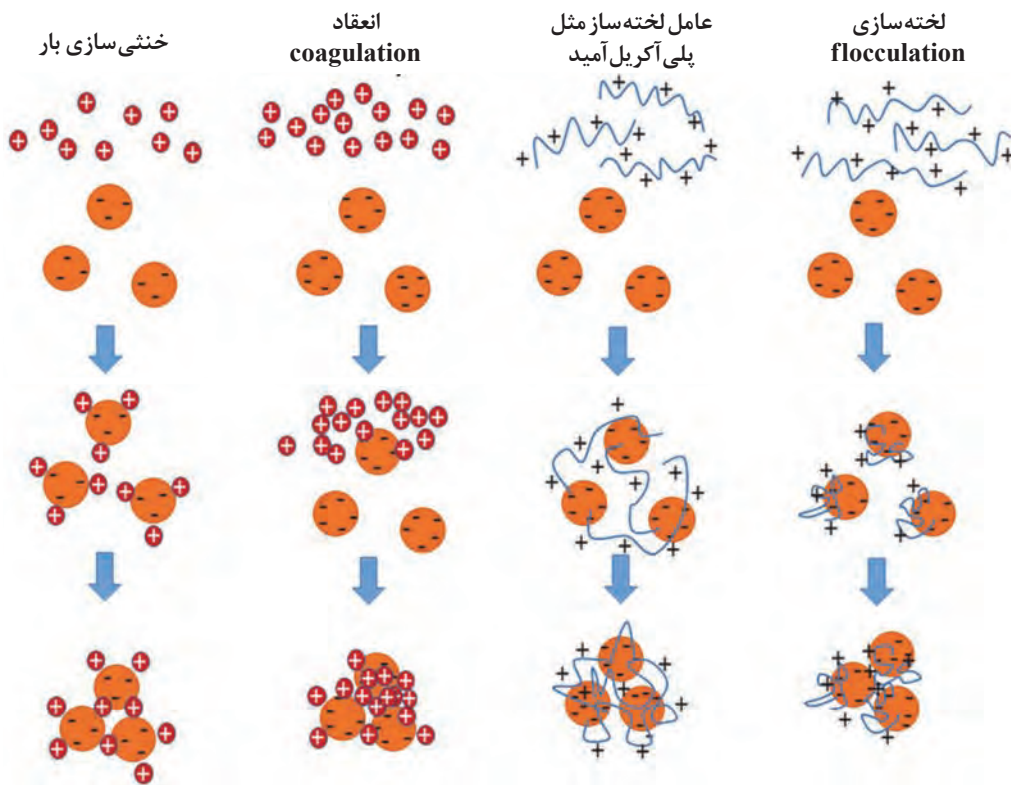 لخته‌سازی
flocculation
عامل لخته‌ساز مثل
پلی‌آکریل‌آمید
انعقاد
coagulation
خنثی‌سازی بار